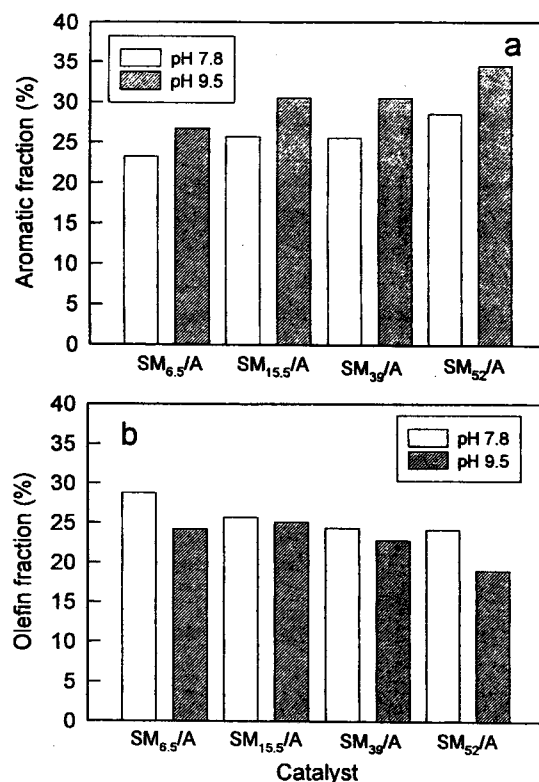 40
35
30
25
20
15
10
5
0
Aromatic fraction (%)
pH 7.8
pH 9.5
a
SM6.5/A SM15.5/A SM39/A SM52/A
40
35
30
25
20
15
10
5
0
Olefin fraction (%)
b
pH 7.8
pH 9.5
SM6.5/A SM15.5/A SM39/A SM52/A
Catalyst